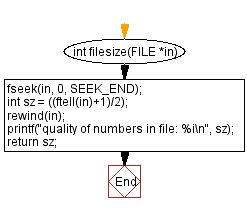 int filesize(FILE *in)
fseek(in, 0, SEEK_END);
int sz = ((ftell(in)+1)/2);
rewind(in);
printf("quality of numbers in file: %i\n", sz);
return sz;
End